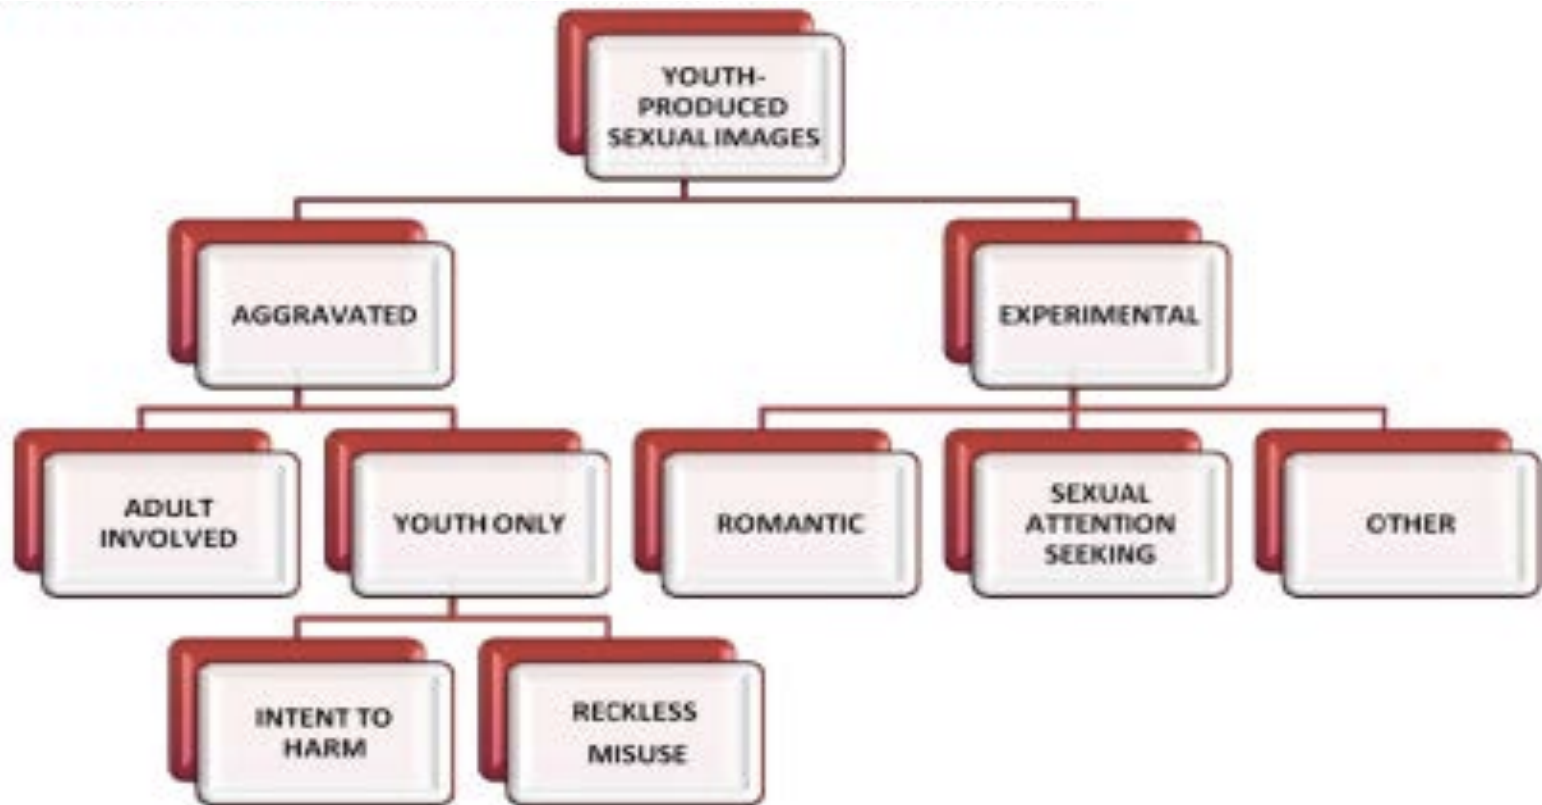 YOUTH-
PRODUCED
SEXUAL IMAGES
AGGRAVATED
EXPERIMENTAL
ADULT
INVOLVED
YOUTH ONLY
ROMANTIC
SEXUAL
ATTENTION
SEEKING
OTHER
INTENT TO
HARM
RECKLESS
MISUSE